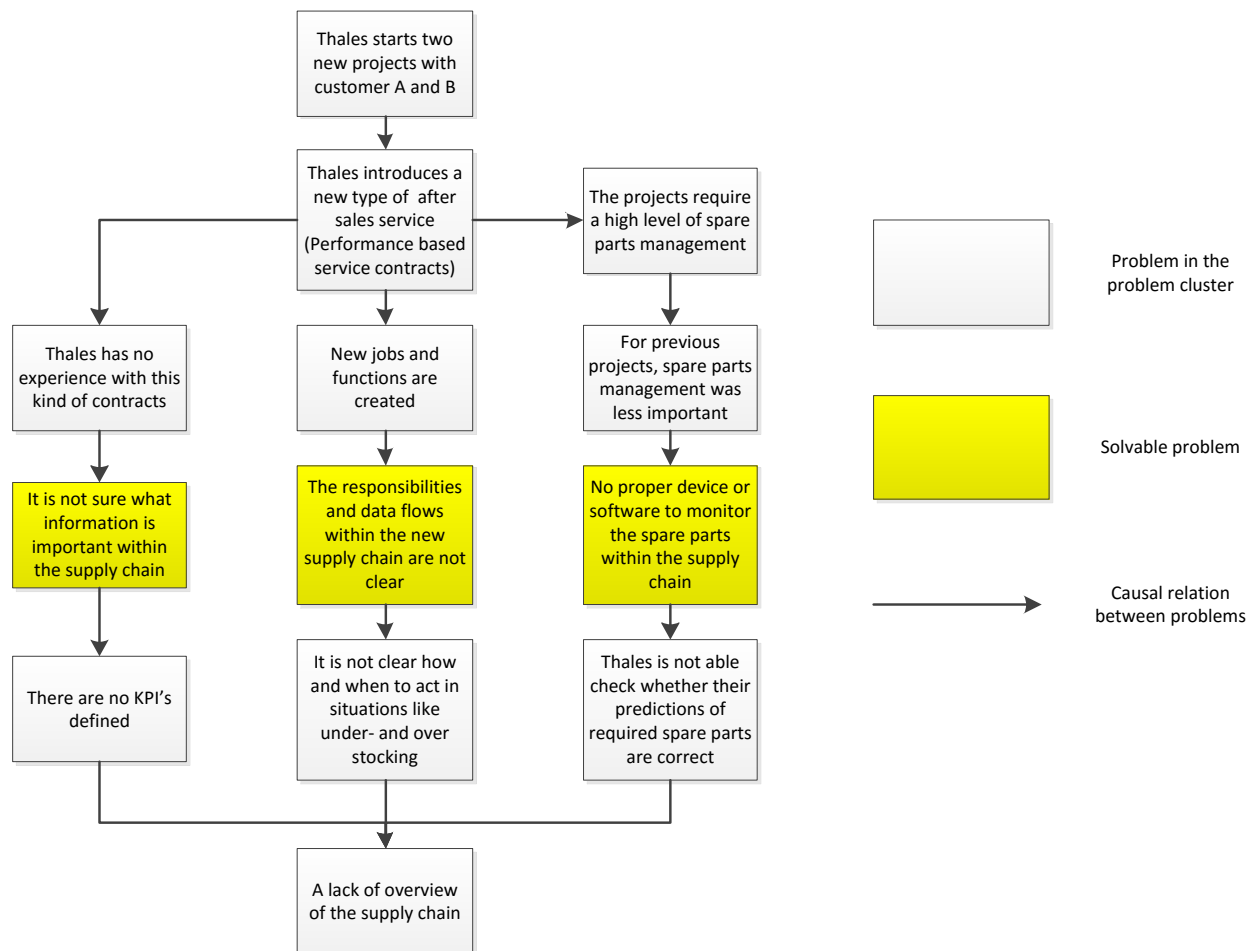 Thales starts two
new projects with
customer A and B
Thales introduces a
new type of after
sales service
(Performance based
service contracts)
The projects require
a high level of spare
parts management
Problem in the
problem cluster
Thales has no
experience with this
kind of contracts
New jobs and
functions are
created
For previous
projects, spare parts
management was
less important
Solvable problem
It is not sure what
information is
important within
the supply chain
The responsibilities
and data flows
within the new
supply chain are not
clear
No proper device or
software to monitor
the spare parts
within the supply
chain
Causal relation
between problems
There are no KPI's
defined
It is not clear how
and when to act in
situations like
under- and over
stocking
Thales is not able
check whether their
predictions of
required spare parts
are correct
A lack of overview
of the supply chain